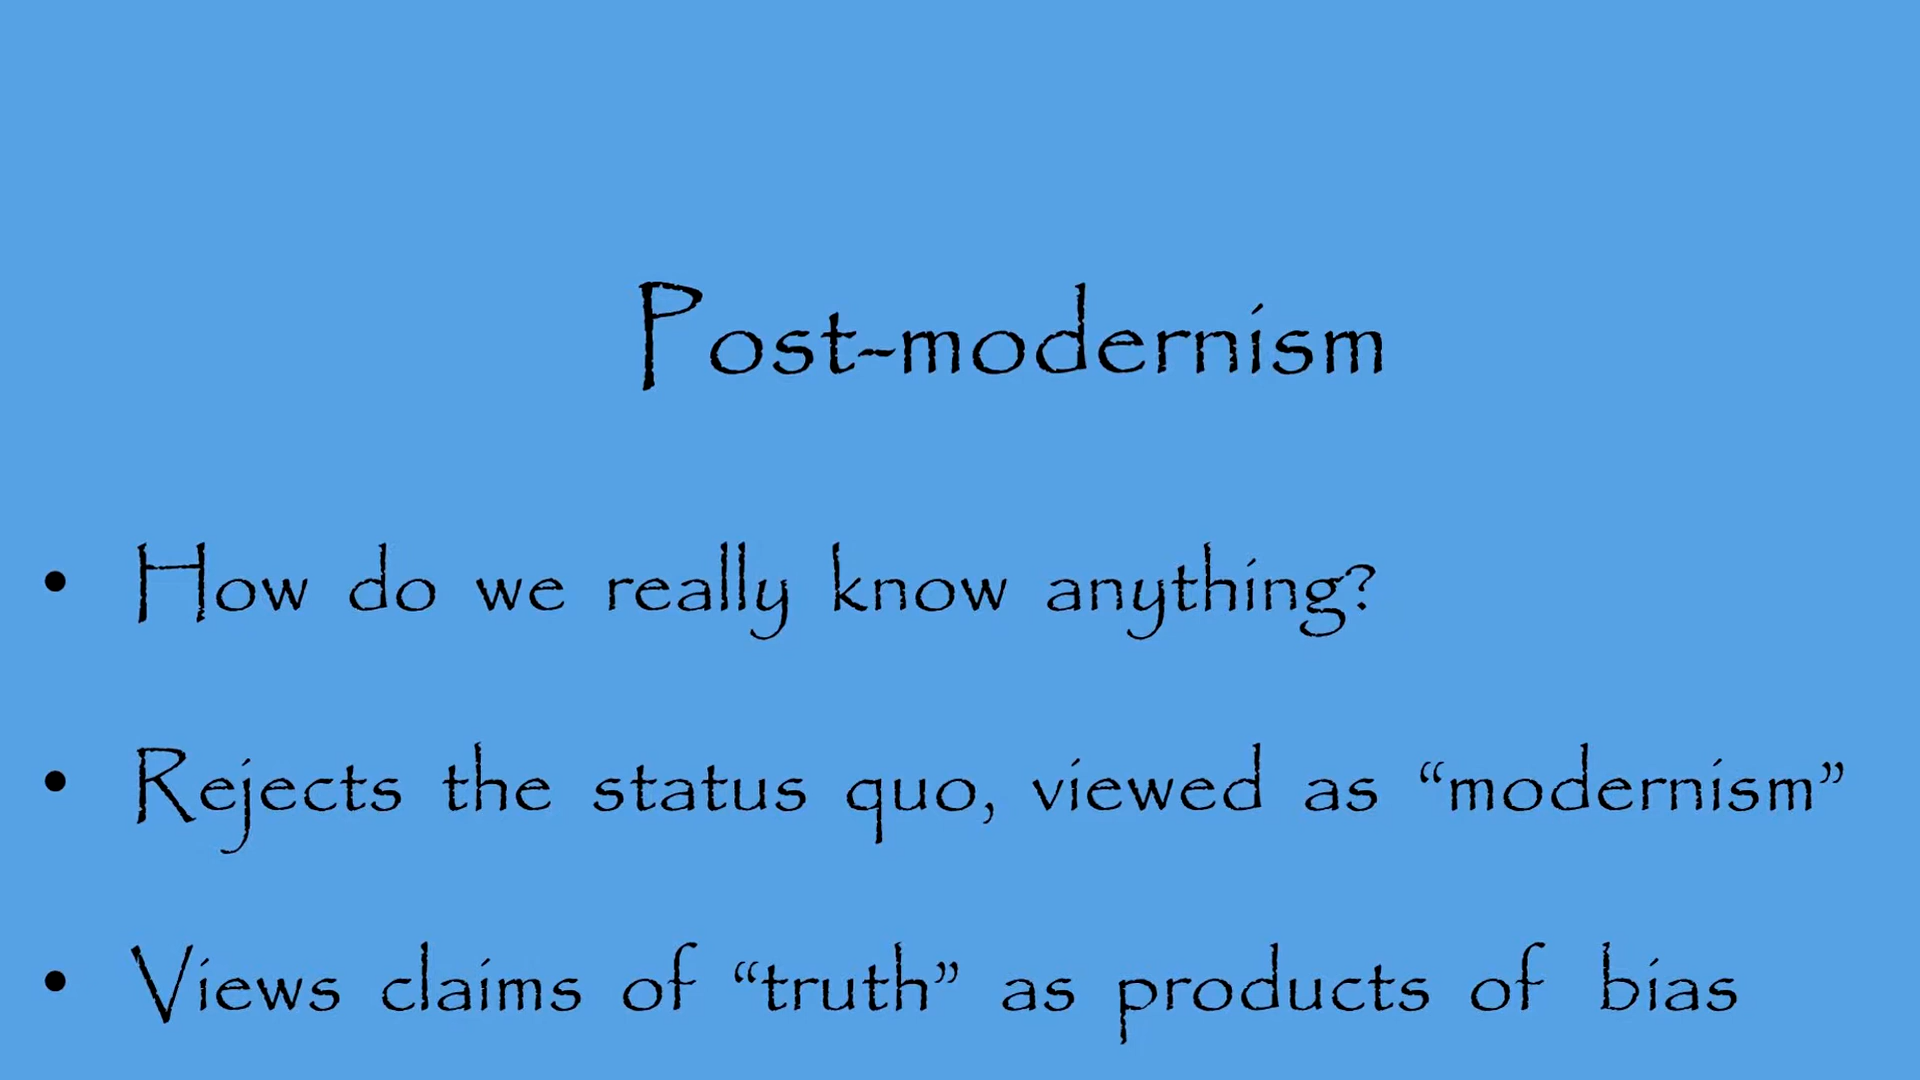 Post-modernism
• How do we really know anything?
• Rejects the status quo, viewed as “modernism”
• Views claims of “truth” as products of bias